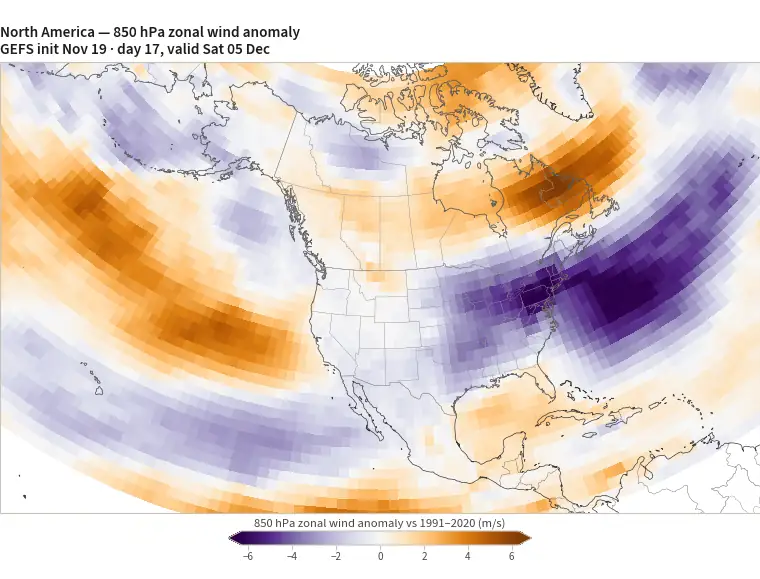 North America — 850 hPa zonal wind anomaly
GEFS init Nov 19 · day 17, valid Sat 05 Dec
850 hPa zonal wind anomaly vs 1991–2020 (m/s)
−6 −4 −2 0 2 4 6